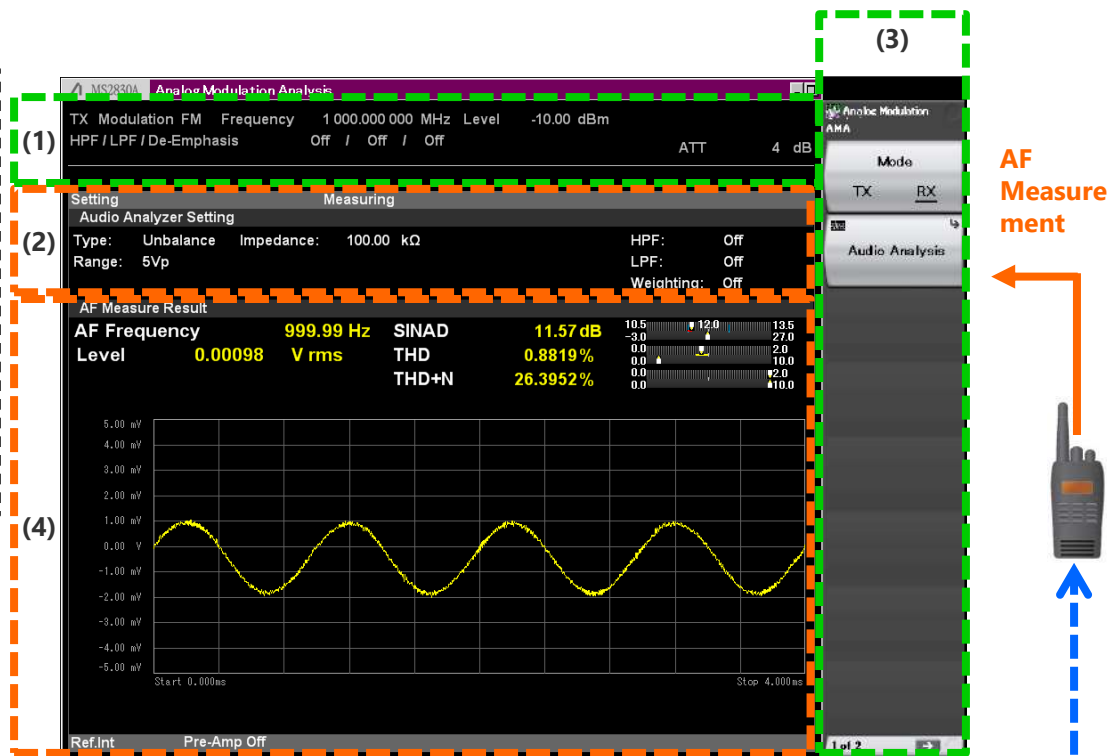 (3)
MS2830A Analog Modulation Analysis
(1)
TX Modulation FM Frequency 1 000.000 000 MHz Level -10.00 dBm
HPF / LPF / De-Emphasis Off / Off / Off
ATT 4 dB
(2)
Setting Measuring
Audio Analyzer Setting
Type: Unbalance Impedance: 100.00 kΩ HPF: Off
Range: 5Vp LPF: Off
Weighting: Off
(4)
AF Measure Result
AF Frequency 999.99 Hz SINAD 11.57 dB
10.5 12.0 13.5
-3.0 27.0
Level 0.00098 V rms THD 0.8819%
0.0 2.0
0.0 10.0
THD+N 26.3952%
0.0 2.0
0.0 10.0
5.00 mV
4.00 mV
3.00 mV
2.00 mV
1.00 mV
0.00 V
-1.00 mV
-2.00 mV
-3.00 mV
-4.00 mV
-5.00 mV
Start 0.000ms Stop 4.000ms
Ref.Int Pre-Amp Off
Analog Modulation
AMA
Mode
TX RX
Audio Analysis
1 of 2
AF
Measure
ment